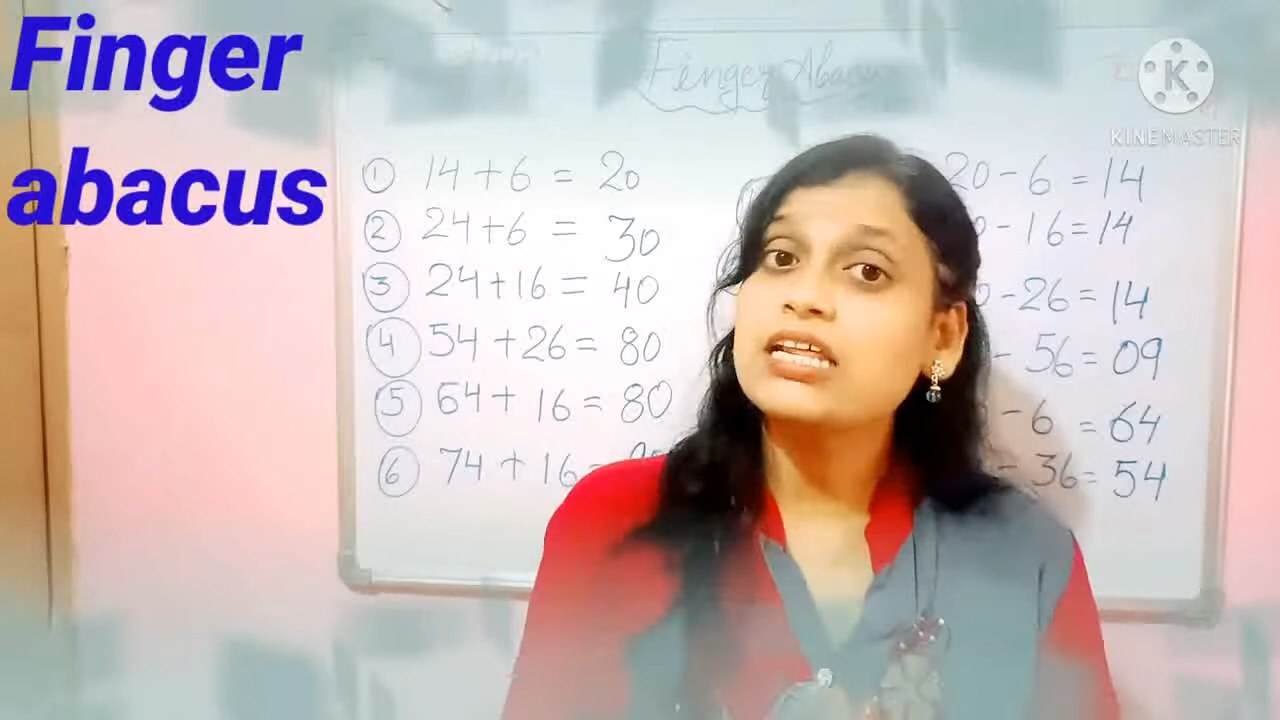 Finger
abacus
Finger Abacus
K
KINEMASTER
① 14+6 = 20
② 24+6 = 30
③ 24+16 = 40
④ 54+26= 80
⑤ 64+ 16= 80
⑥ 74 + 16=
20-6 =14
-16=14
-26= 14
- 56= 09
-6 = 64
- 36= 54